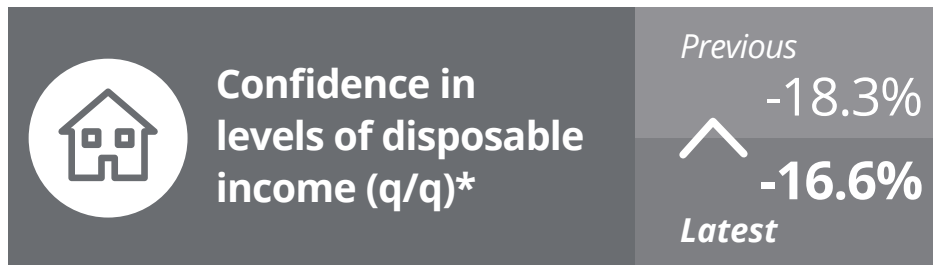 Confidence in
levels of disposable
income (q/q)*
Previous
-18.3%
-16.6%
Latest